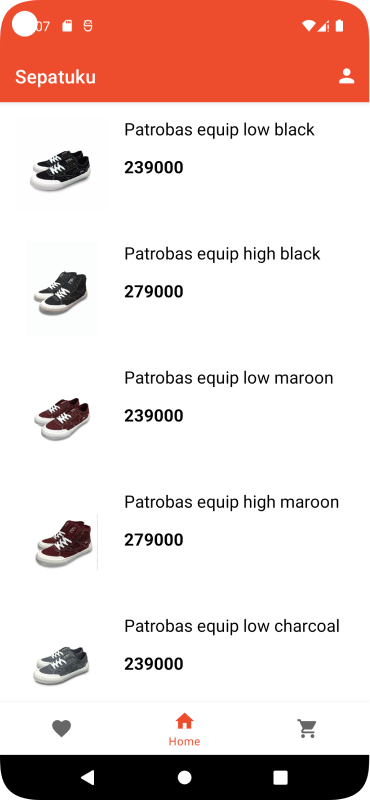 07
Sepatuku
Patrobas equip low black
239000
Patrobas equip high black
279000
Patrobas equip low maroon
239000
Patrobas equip high maroon
279000
Patrobas equip low charcoal
239000
Home